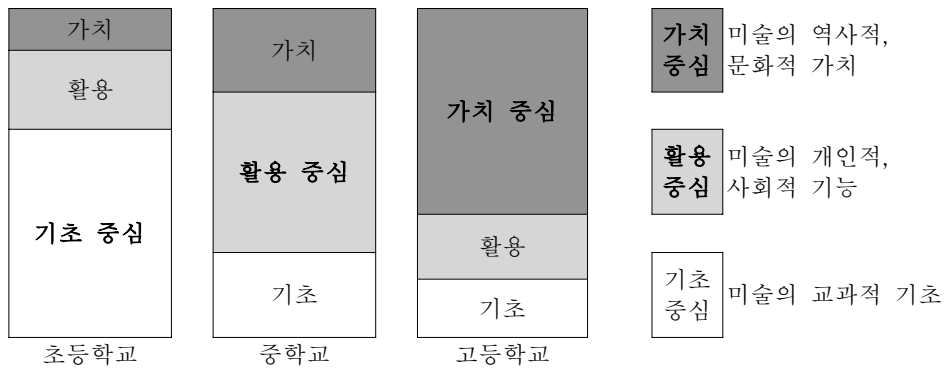 가치
활용
기초 중심
초등학교
가치
활용 중심
기초
중학교
가치 중심
활용
기초
고등학교
가치 중심
미술의 역사적,
문화적 가치
활용 중심
미술의 개인적,
사회적 기능
기초 중심
미술의 교과적 기초